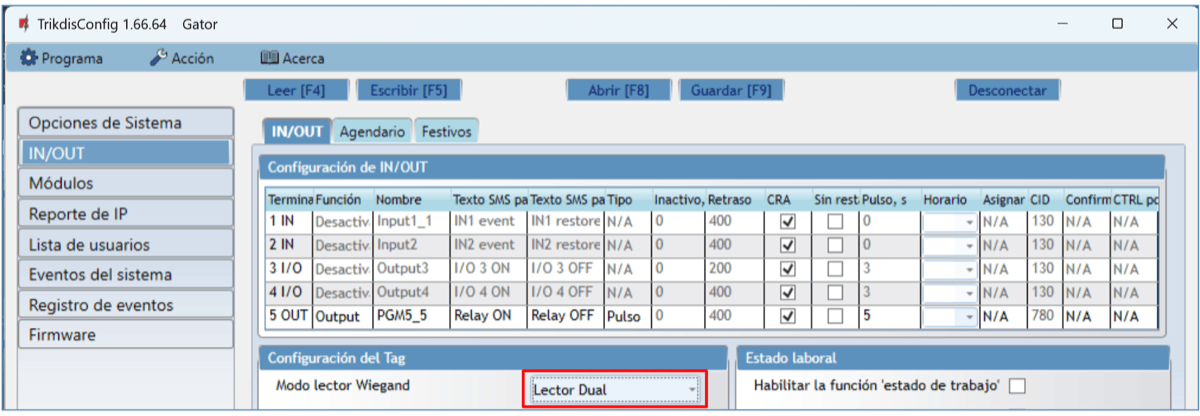 TrikdisConfig 1.66.64 Gator
Programa Acción Acerca
Leer [F4] Escribir [F5] Abrir [F8] Guardar [F9] Desconectar
Opciones de Sistema
IN/OUT
Módulos
Reporte de IP
Lista de usuarios
Eventos del sistema
Registro de eventos
Firmware
IN/OUT Agendario Festivos
Configuración de IN/OUT
Termina Función Nombre Texto SMS pa Texto SMS pa Tipo Inactivo, Retraso CRA Sin rest Pulso, s Horario Asignar CID Confirm CTRL po
1 IN Desactiv Input1_1 IN1 event IN1 restore N/A 0 400 0 N/A 130 N/A N/A
2 IN Desactiv Input2 IN2 event IN2 restore N/A 0 400 0 N/A 130 N/A N/A
3 I/O Desactiv Output3 I/O 3 ON I/O 3 OFF N/A 0 200 3 N/A 130 N/A N/A
4 I/O Desactiv Output4 I/O 4 ON I/O 4 OFF N/A 0 400 3 N/A 130 N/A N/A
5 OUT Output PGM5_5 Relay ON Relay OFF Pulso 0 400 5 N/A 780 N/A N/A
Configuración del Tag
Modo lector Wiegand Lector Dual
Estado laboral
Habilitar la función 'estado de trabajo'